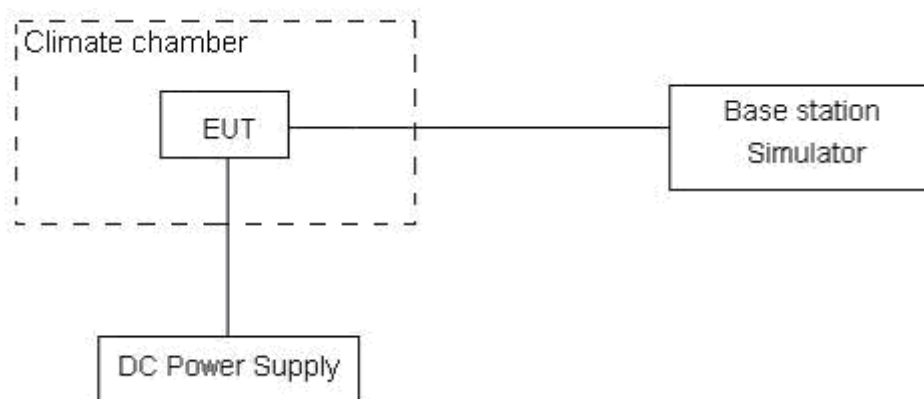 Climate chamber
EUT
Base station
Simulator
DC Power Supply